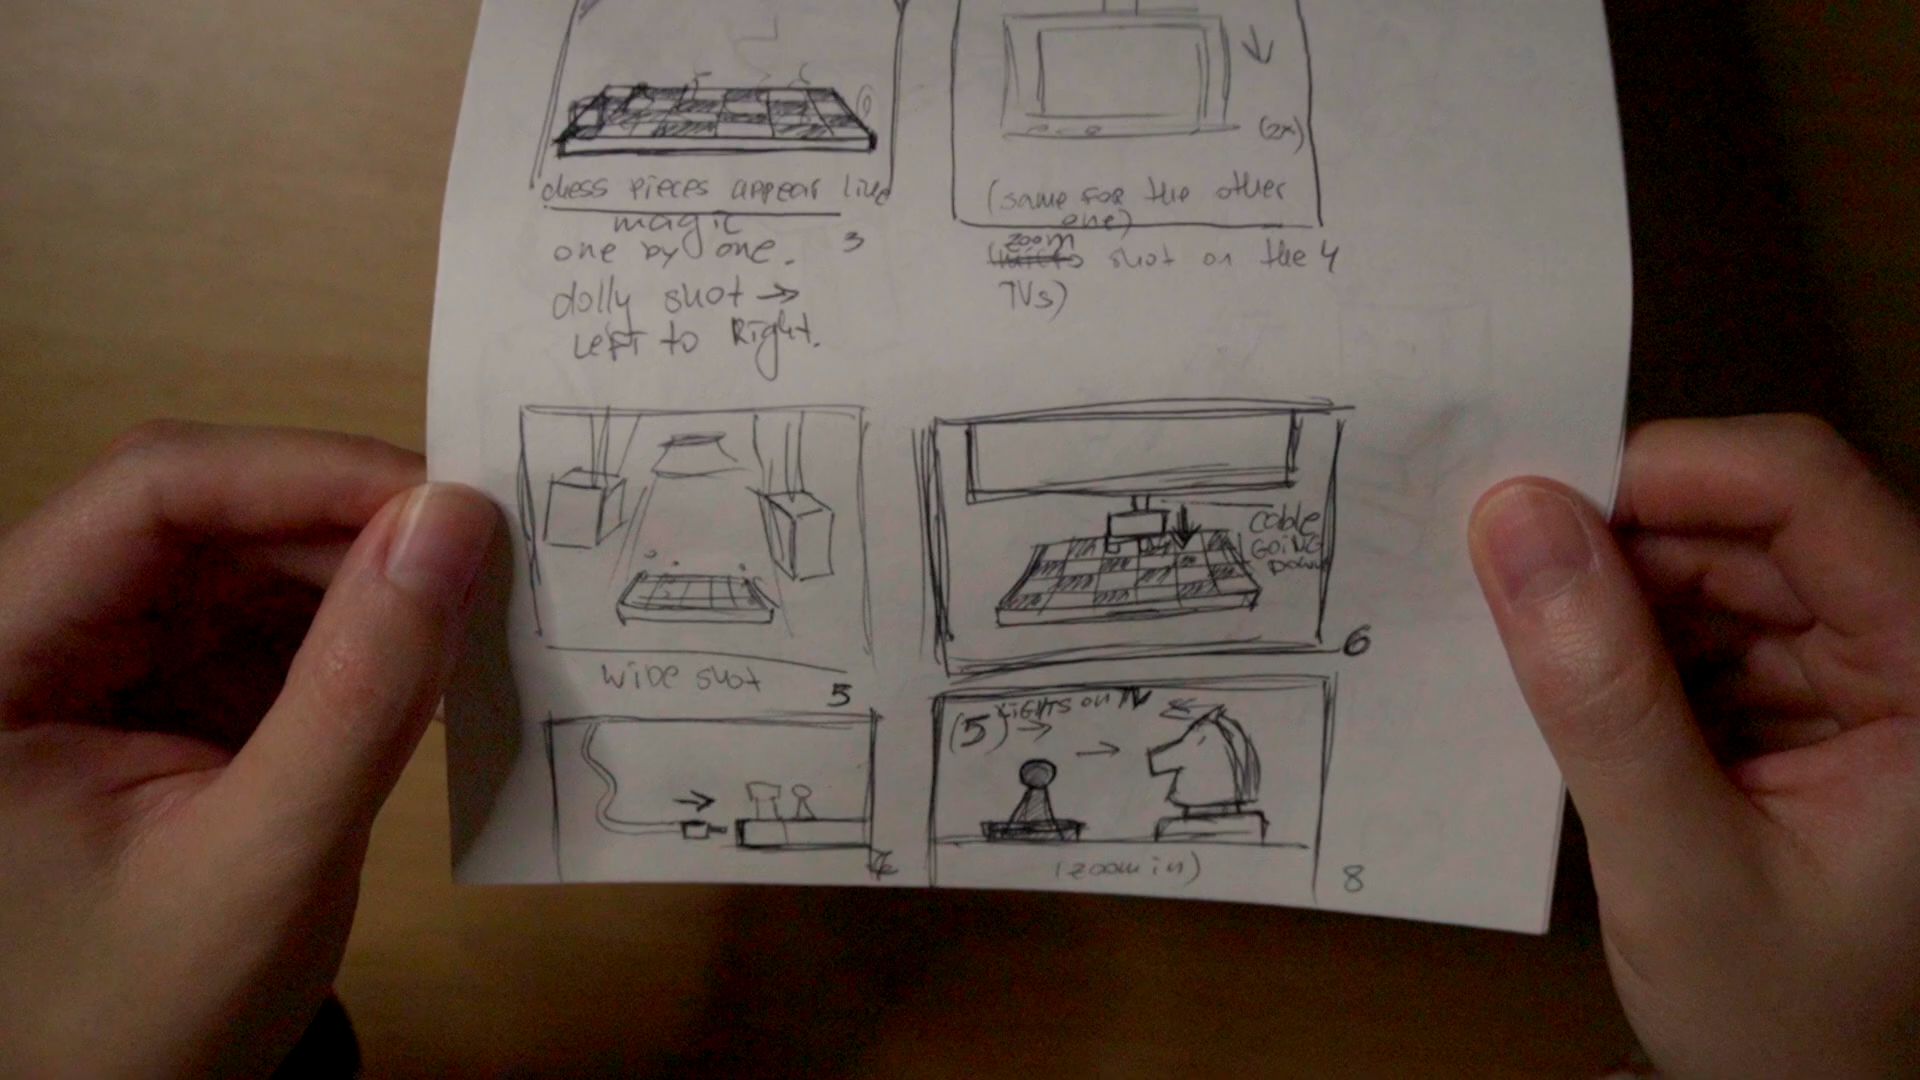 chess pieces appear like
magic
one by one.
3
dolly shot →
Left to Right.
(2x)
(same for the other
one)
zoom
shot on the 4
TVs)
wide shot 5
cable
GOING
DOWN
6
(5) LIGHTS on TV
(zoom in)
8